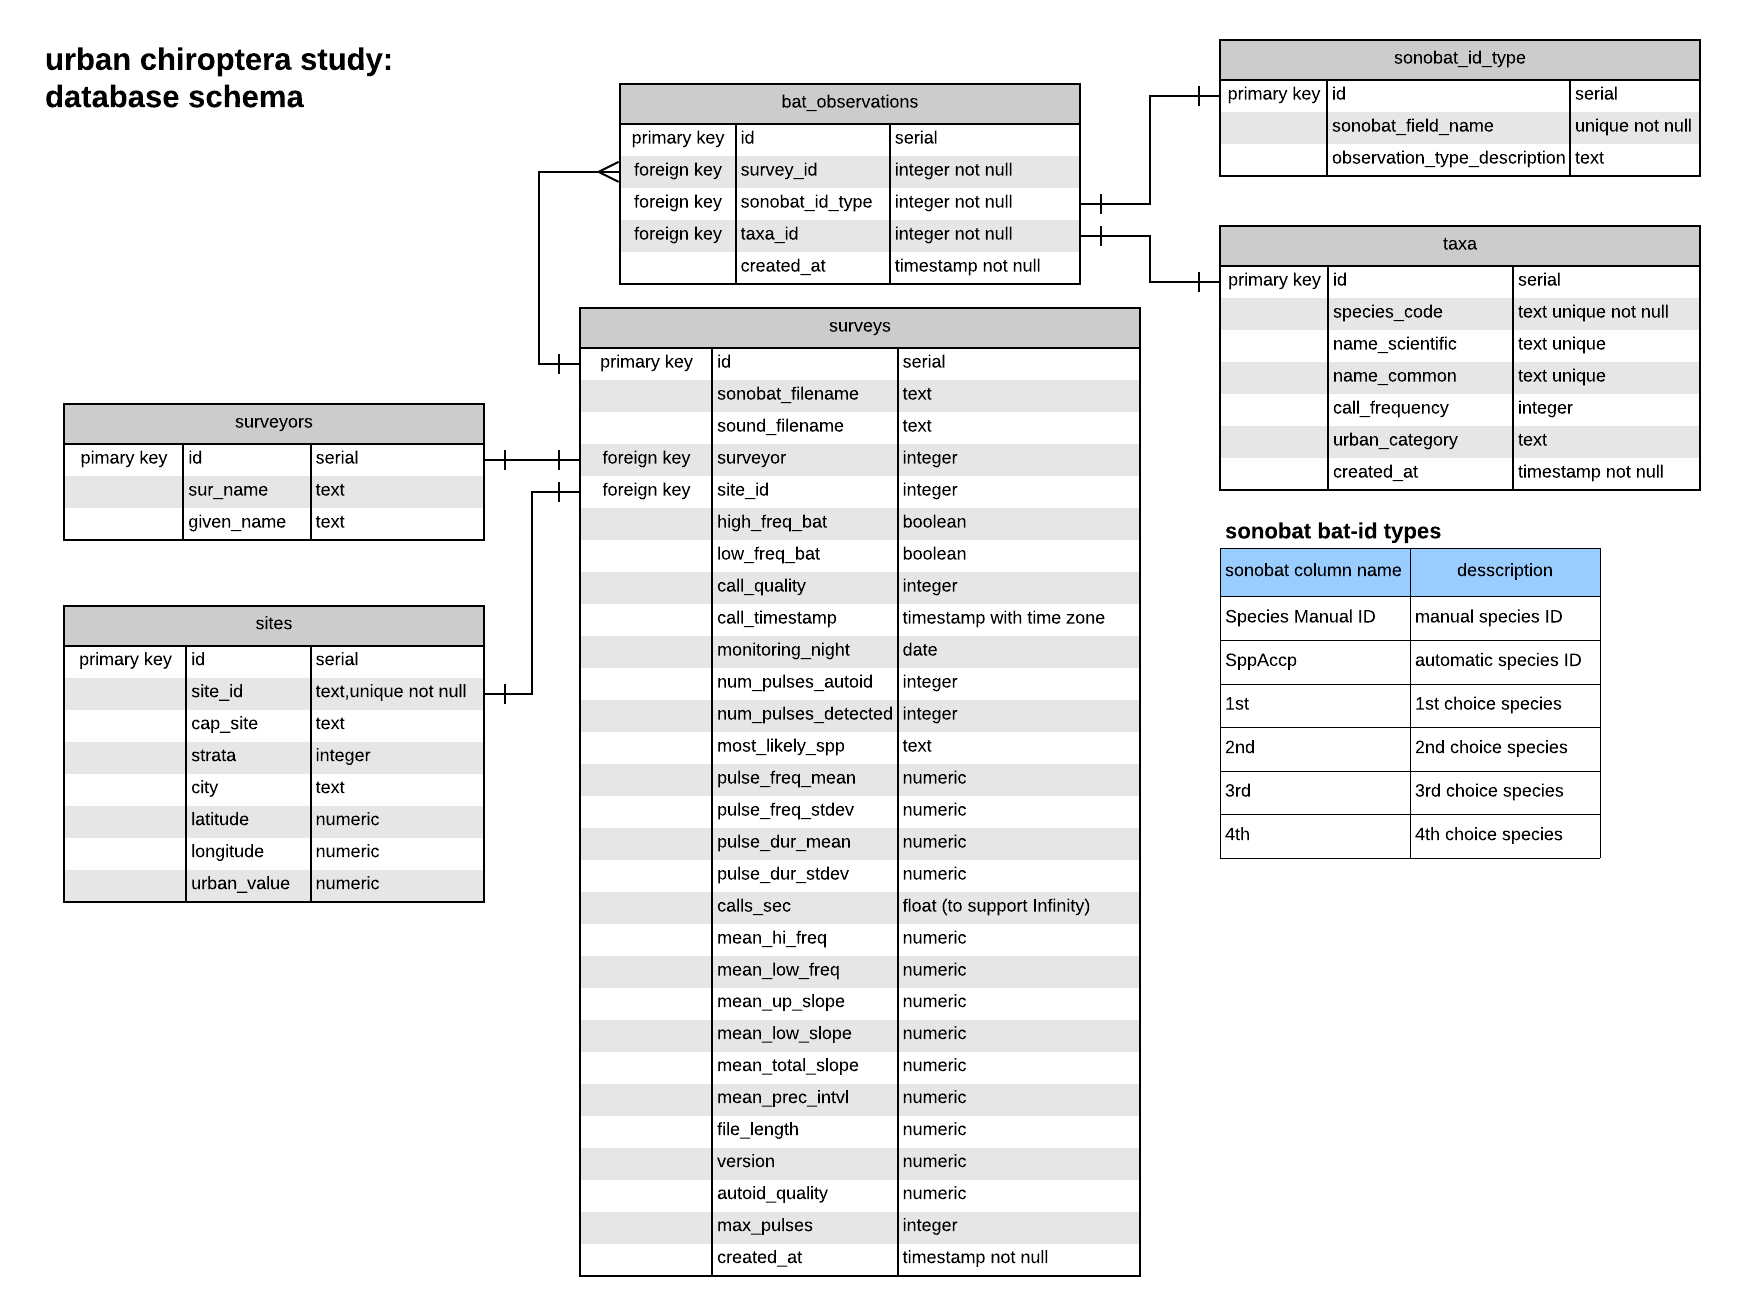 urban chiroptera study:
database schema
bat_observations
primary key id serial
foreign key survey_id integer not null
foreign key sonobat_id_type integer not null
foreign key taxa_id integer not null
created_at timestamp not null
sonobat_id_type
primary key id serial
sonobat_field_name unique not null
observation_type_description text
taxa
primary key id serial
species_code text unique not null
name_scientific text unique
name_common text unique
call_frequency integer
urban_category text
created_at timestamp not null
surveys
primary key id serial
sonobat_filename text
sound_filename text
foreign key surveyor integer
foreign key site_id integer
high_freq_bat boolean
low_freq_bat boolean
call_quality integer
call_timestamp timestamp with time zone
monitoring_night date
num_pulses_autoid integer
num_pulses_detected integer
most_likely_spp text
pulse_freq_mean numeric
pulse_freq_stdev numeric
pulse_dur_mean numeric
pulse_dur_stdev numeric
calls_sec float (to support Infinity)
mean_hi_freq numeric
mean_low_freq numeric
mean_up_slope numeric
mean_low_slope numeric
mean_total_slope numeric
mean_prec_intvl numeric
file_length numeric
version numeric
autoid_quality numeric
max_pulses integer
created_at timestamp not null
surveyors
pimary key id serial
sur_name text
given_name text
sites
primary key id serial
site_id text,unique not null
cap_site text
strata integer
city text
latitude numeric
longitude numeric
urban_value numeric
sonobat bat-id types
sonobat column name desscription
Species Manual ID manual species ID
SppAccp automatic species ID
1st 1st choice species
2nd 2nd choice species
3rd 3rd choice species
4th 4th choice species